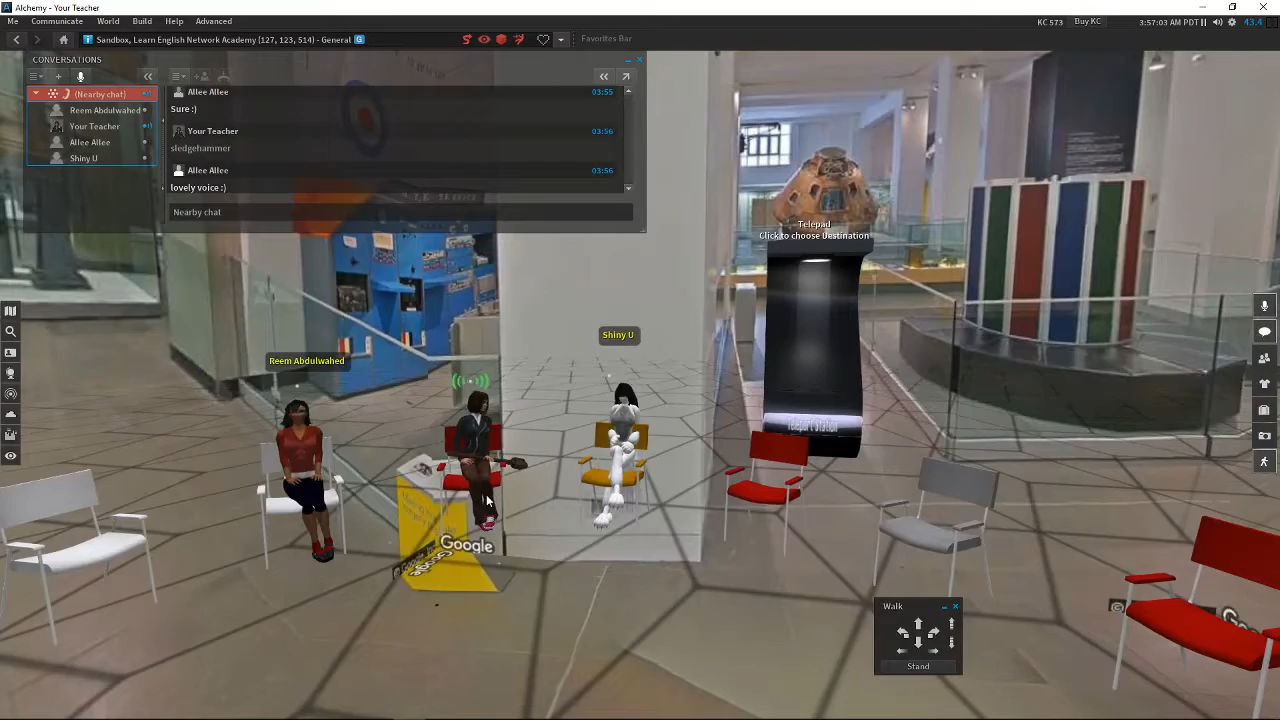 Alchemy - Your Teacher
Me Communicate World Build Help Advanced
KC 573 Buy KC 3:57:03 AM PDT 43.4
Sandbox, Learn English Network Academy (127, 123, 514) - General G
Favorites Bar
CONVERSATIONS
(Nearby chat)
Reem Abdulwahed
Your Teacher
Allee Allee
Shiny U
Allee Allee 03:55
Sure :)
Your Teacher 03:56
sledgehammer
Allee Allee 03:56
lovely voice :)
Nearby chat
Telepad
Click to choose Destination
Shiny U
Reem Abdulwahed
Teleport Station
Google
Google
Walk
Stand